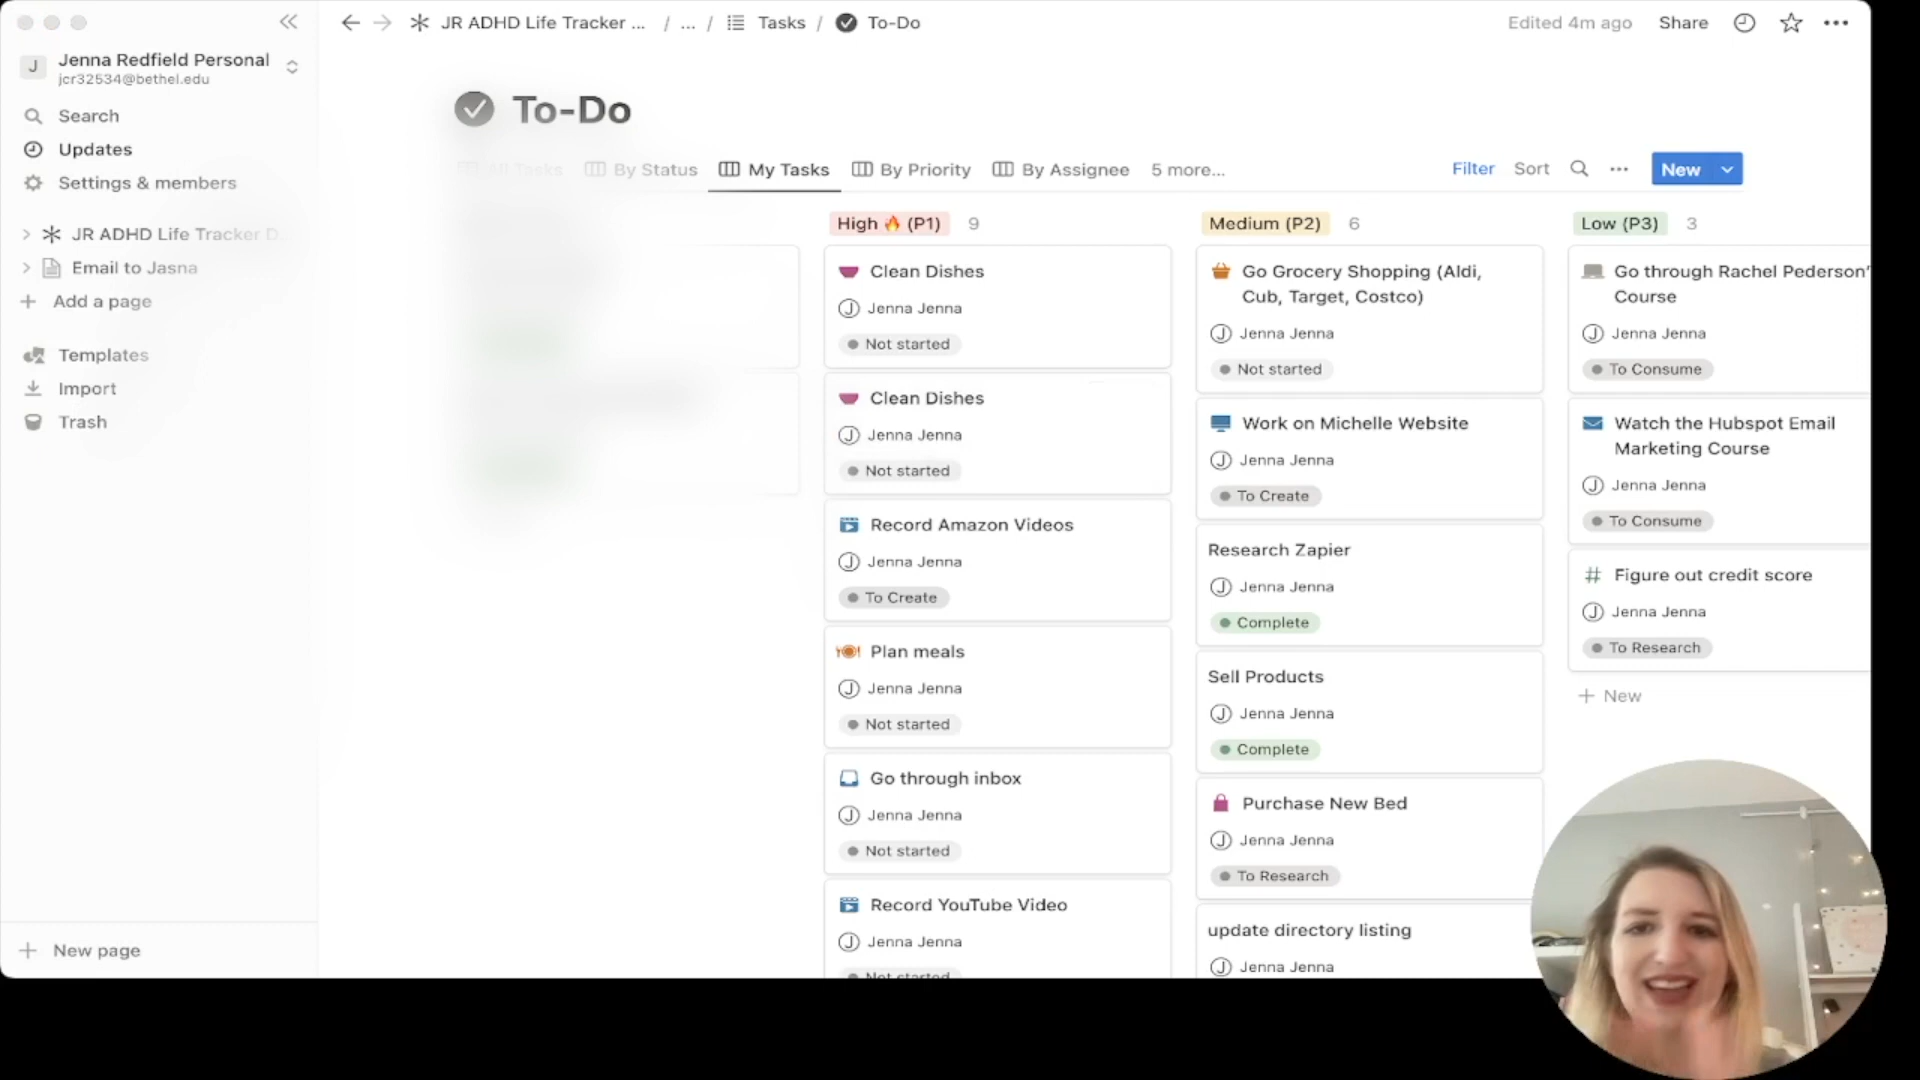 JR ADHD Life Tracker ... / ... / Tasks / To-Do
Edited 4m ago Share
J Jenna Redfield Personal
jcr32534@bethel.edu
Search
Updates
Settings & members
JR ADHD Life Tracker D
Email to Jasna
Add a page
Templates
Import
Trash
New page
To-Do
All Tasks By Status My Tasks By Priority By Assignee 5 more...
Filter Sort New
High 🔥 (P1) 9
Clean Dishes
J Jenna Jenna
Not started
Clean Dishes
J Jenna Jenna
Not started
Record Amazon Videos
J Jenna Jenna
To Create
Plan meals
J Jenna Jenna
Not started
Go through inbox
J Jenna Jenna
Not started
Record YouTube Video
J Jenna Jenna
Not started
Medium (P2) 6
Go Grocery Shopping (Aldi,
Cub, Target, Costco)
J Jenna Jenna
Not started
Work on Michelle Website
J Jenna Jenna
To Create
Research Zapier
J Jenna Jenna
Complete
Sell Products
J Jenna Jenna
Complete
Purchase New Bed
J Jenna Jenna
To Research
update directory listing
J Jenna Jenna
Low (P3) 3
Go through Rachel Pederson'
Course
J Jenna Jenna
To Consume
Watch the Hubspot Email
Marketing Course
J Jenna Jenna
To Consume
# Figure out credit score
J Jenna Jenna
To Research
+ New